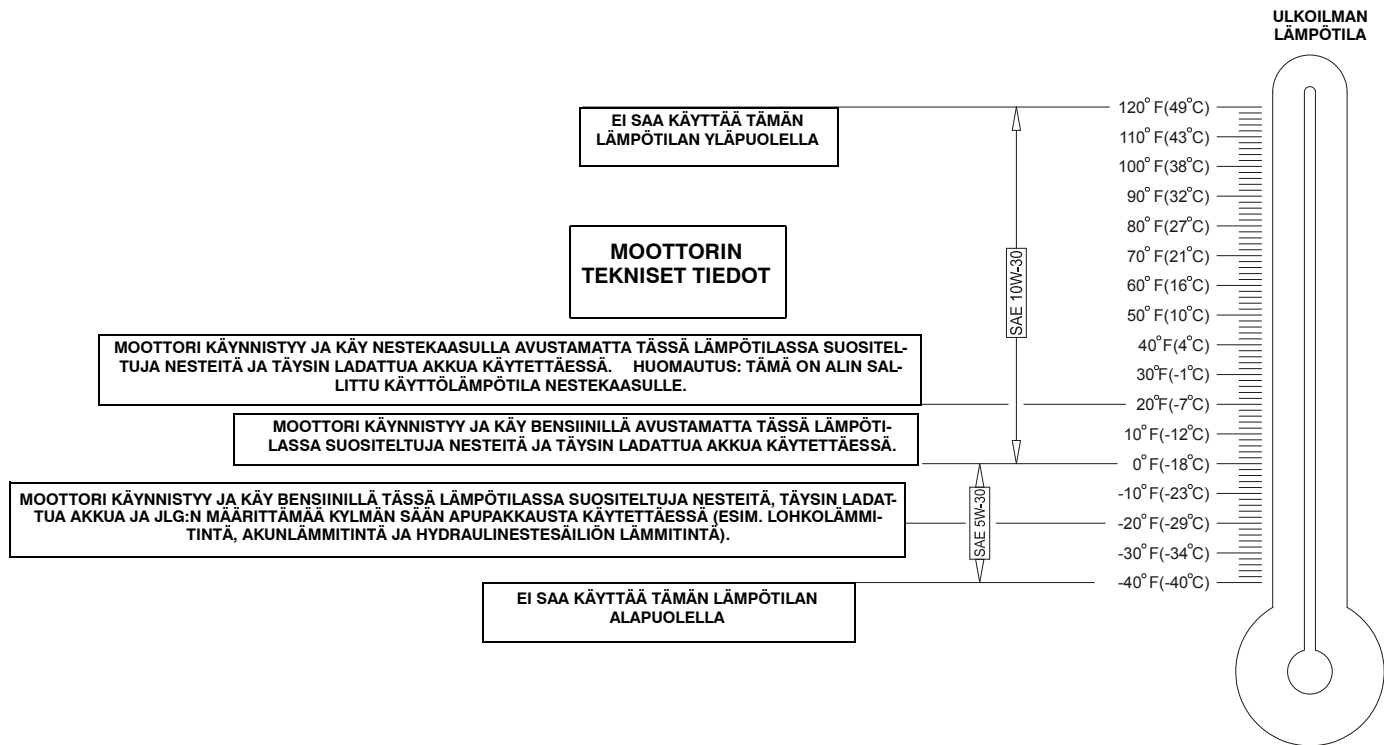 ULKOILMAN
LÄMPÖTILA
EI SAA KÄYTTÄÄ TÄMÄN
LÄMPÖTILAN YLÄPUOLELLA
MOOTTORIN
TEKNISET TIEDOT
MOOTTORI KÄYNNISTYY JA KÄY NESTEKAASULLA AVUSTAMATTA TÄSSÄ LÄMPÖTILASSA SUOSITEL-
TUJA NESTEITÄ JA TÄYSIN LADATTUA AKKUA KÄYTETTÄESSÄ. HUOMAUTUS: TÄMÄ ON ALIN SAL-
LITTU KÄYTTÖLÄMPÖTILA NESTEKAASULLE.
MOOTTORI KÄYNNISTYY JA KÄY BENSIINILLÄ AVUSTAMATTA TÄSSÄ LÄMPÖTI-
LASSA SUOSITELTUJA NESTEITÄ JA TÄYSIN LADATTUA AKKUA KÄYTETTÄESSÄ.
MOOTTORI KÄYNNISTYY JA KÄY BENSIINILLÄ TÄSSÄ LÄMPÖTILASSA SUOSITELTUJA NESTEITÄ, TÄYSIN LADAT-
TUA AKKUA JA JLG:N MÄÄRITTÄMÄÄ KYLMÄN SÄÄN APUPAKKAUSTA KÄYTETTÄESSÄ (ESIM. LOHKOLÄMMI-
TINTÄ, AKUNLÄMMITINTÄ JA HYDRAULINESTESÄILIÖN LÄMMITINTÄ).
EI SAA KÄYTTÄÄ TÄMÄN LÄMPÖTILAN
ALAPUOLELLA
SAE 10W-30
SAE 5W-30
120° F(49°C)
110° F(43°C)
100° F(38°C)
90° F(32°C)
80° F(27°C)
70° F(21°C)
60° F(16°C)
50° F(10°C)
40°F(4°C)
30°F(-1°C)
20°F(-7°C)
10°F(-12°C)
0°F(-18°C)
-10° F(-23°C)
-20° F(-29°C)
-30° F(-34°C)
-40° F(-40°C)